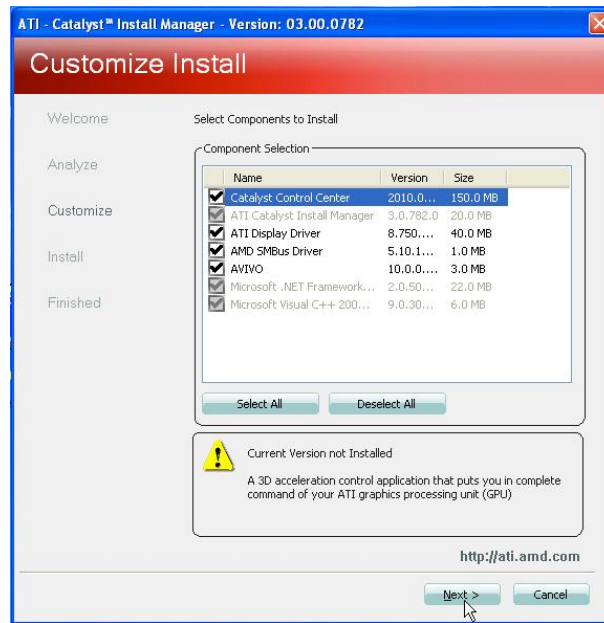 ATI - Catalyst™ Install Manager - Version: 03.00.0782
Customize Install
Welcome
Analyze
Customize
Install
Finished
Select Components to Install
Component Selection
Name Version Size
Catalyst Control Center 2010.0... 150.0 MB
ATI Catalyst Install Manager 3.0.782.0 20.0 MB
ATI Display Driver 8.750.... 40.0 MB
AMD SMBus Driver 5.10.1... 1.0 MB
AVIVO 10.0.0.... 3.0 MB
Microsoft .NET Framework... 2.0.50... 22.0 MB
Microsoft Visual C++ 200... 9.0.30... 6.0 MB
Select All Deselect All
Current Version not Installed
A 3D acceleration control application that puts you in complete
command of your ATI graphics processing unit (GPU)
http://ati.amd.com
Next > Cancel